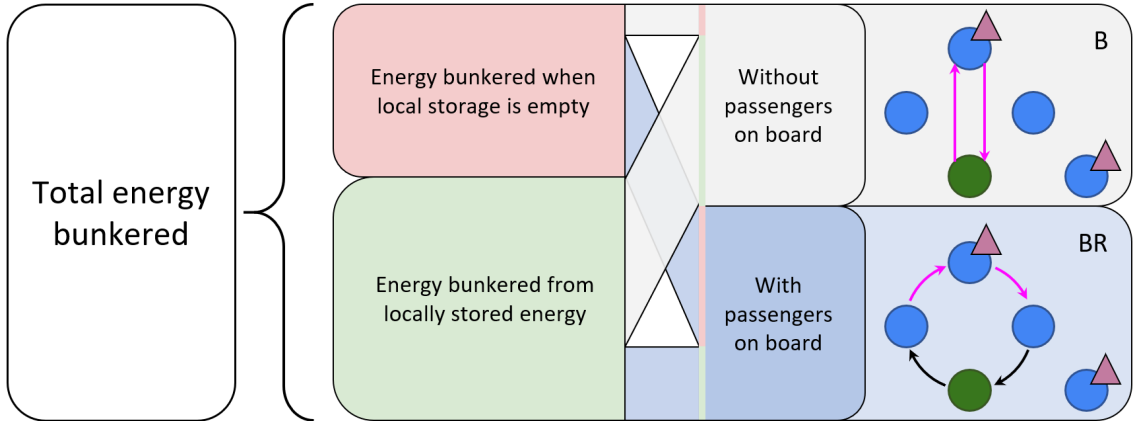 Total energy
bunkered
Energy bunkered when
local storage is empty
Energy bunkered from
locally stored energy
Without
passengers
on board
With
passengers
on board
B
BR